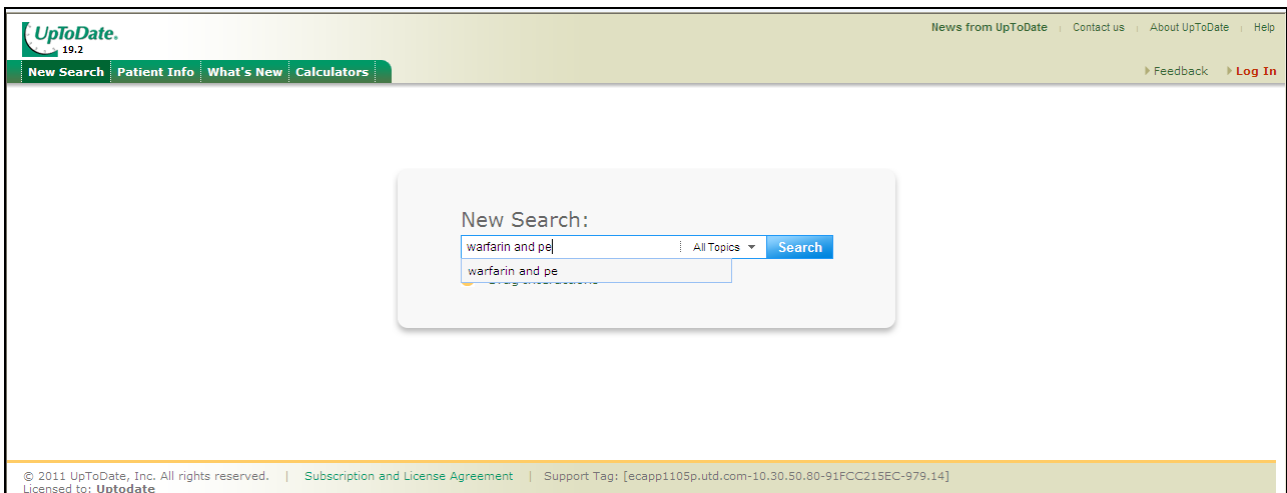 UpToDate®
19.2
News from UpToDate | Contact us | About UpToDate | Help
New Search Patient Info What's New Calculators
Feedback Log In
New Search:
warfarin and pe All Topics Search
warfarin and pe
© 2011 UpToDate, Inc. All rights reserved. | Subscription and License Agreement | Support Tag: [ecapp1105p.utd.com-10.30.50.80-91FCC215EC-979.14]
Licensed to: Uptodate